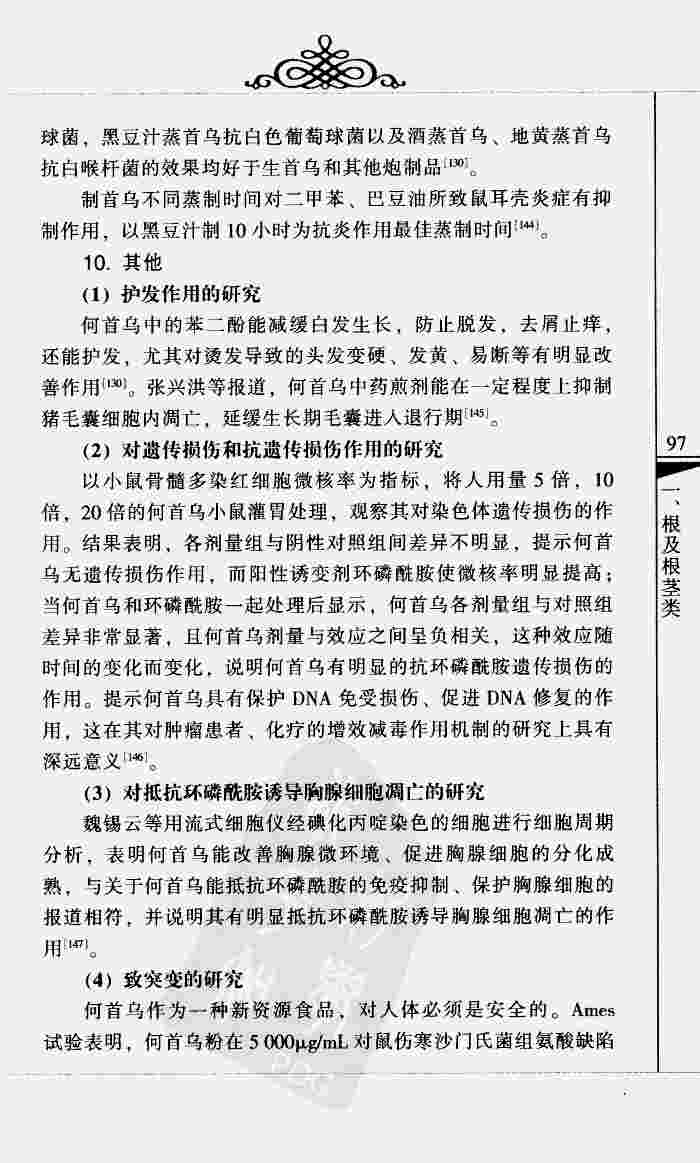 球菌，黑豆汁蒸首乌抗白色葡萄球菌以及酒蒸首乌、地黄蒸首乌
抗白喉杆菌的效果均好于生首乌和其他炮制品[130]。
制首乌不同蒸制时间对二甲苯、巴豆油所致鼠耳壳炎症有抑
制作用，以黑豆汁制 10 小时为抗炎作用最佳蒸制时间[144]。
10. 其他
(1) 护发作用的研究
何首乌中的苯二酚能减缓白发生长，防止脱发，去屑止痒，
还能护发，尤其对烫发导致的头发变硬、发黄、易断等有明显改
善作用[130]。张兴洪等报道，何首乌中药煎剂能在一定程度上抑制
猪毛囊细胞内凋亡，延缓生长期毛囊进入退行期[145]。
(2) 对遗传损伤和抗遗传损伤作用的研究
以小鼠骨髓多染红细胞微核率为指标，将人用量 5 倍，10
倍，20 倍的何首乌小鼠灌胃处理，观察其对染色体遗传损伤的作
用。结果表明，各剂量组与阴性对照组间差异不明显，提示何首
乌无遗传损伤作用，而阳性诱变剂环磷酰胺使微核率明显提高；
当何首乌和环磷酰胺一起处理后显示，何首乌各剂量组与对照组
差异非常显著，且何首乌剂量与效应之间呈负相关，这种效应随
时间的变化而变化，说明何首乌有明显的抗环磷酰胺遗传损伤的
作用。提示何首乌具有保护 DNA 免受损伤、促进 DNA 修复的作
用，这在其对肿瘤患者、化疗的增效减毒作用机制的研究上具有
深远意义[146]。
(3) 对抵抗环磷酰胺诱导胸腺细胞凋亡的研究
魏锡云等用流式细胞仪经碘化丙啶染色的细胞进行细胞周期
分析，表明何首乌能改善胸腺微环境、促进胸腺细胞的分化成
熟，与关于何首乌能抵抗环磷酰胺的免疫抑制、保护胸腺细胞的
报道相符，并说明其有明显抵抗环磷酰胺诱导胸腺细胞凋亡的作
用[147]。
(4) 致突变的研究
何首乌作为一种新资源食品，对人体必须是安全的。Ames
试验表明，何首乌粉在 5 000μg/mL 对鼠伤寒沙门氏菌组氨酸缺陷
97
一、根及根茎类